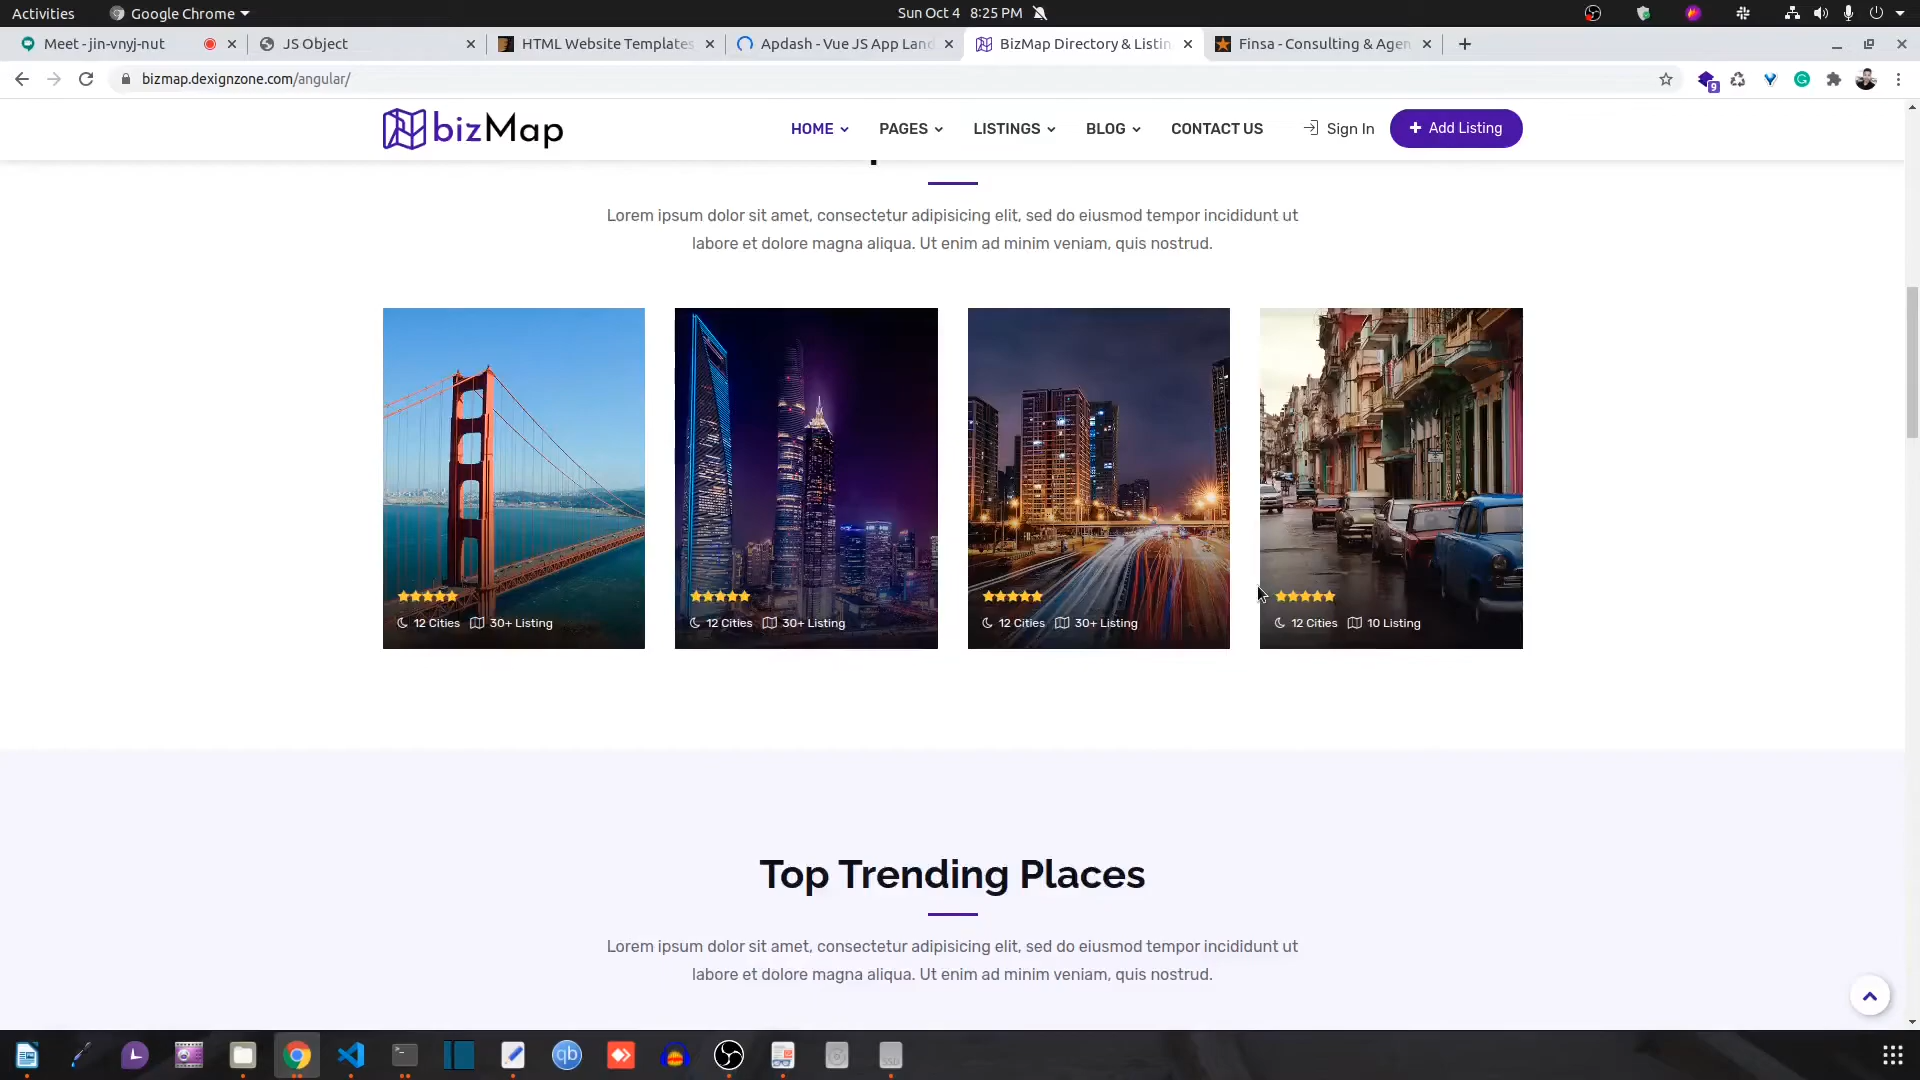 Activities
Google Chrome
Sun Oct 4 8:25 PM
Meet - jin-vnyj-nut
JS Object
HTML Website Templates
Apdash - Vue JS App Land
BizMap Directory & Listin
Finsa - Consulting & Agen
bizmap.dexignzone.com/angular/
9
bizMap
HOME
PAGES
LISTINGS
BLOG
CONTACT US
Sign In
Add Listing
Lorem ipsum dolor sit amet, consectetur adipisicing elit, sed do eiusmod tempor incididunt ut
labore et dolore magna aliqua. Ut enim ad minim veniam, quis nostrud.
12 Cities 30+ Listing
12 Cities 30+ Listing
12 Cities 30+ Listing
12 Cities 10 Listing
Top Trending Places
Lorem ipsum dolor sit amet, consectetur adipisicing elit, sed do eiusmod tempor incididunt ut
labore et dolore magna aliqua. Ut enim ad minim veniam, quis nostrud.
qb